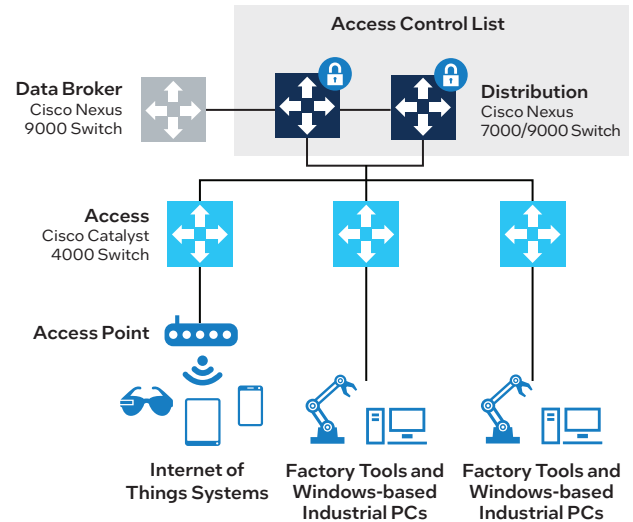 Access Control List
Data Broker
Cisco Nexus
9000 Switch
Distribution
Cisco Nexus
7000/9000 Switch
Access
Cisco Catalyst
4000 Switch
Access Point
Internet of
Things Systems
Factory Tools and
Windows-based
Industrial PCs
Factory Tools and
Windows-based
Industrial PCs